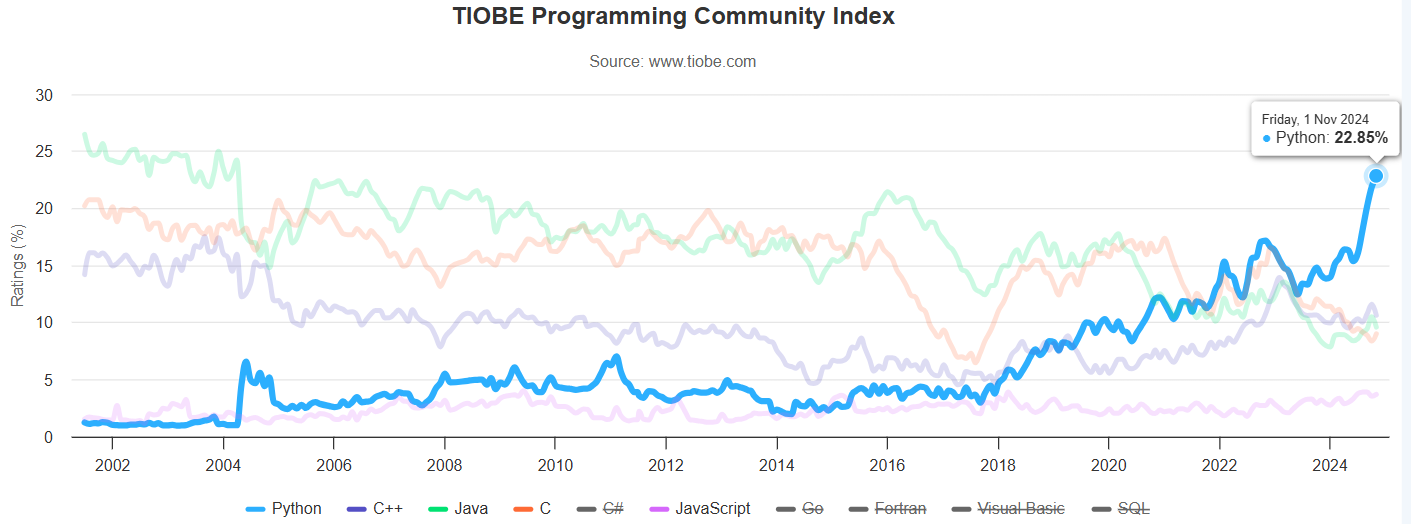 TIOBE Programming Community Index
Source: www.tiobe.com
Ratings (%)
30
25
20
15
10
5
0
Friday, 1 Nov 2024
Python: 22.85%
2002 2004 2006 2008 2010 2012 2014 2016 2018 2020 2022 2024
Python C++ Java C C# JavaScript Go Fortran Visual Basic SQL